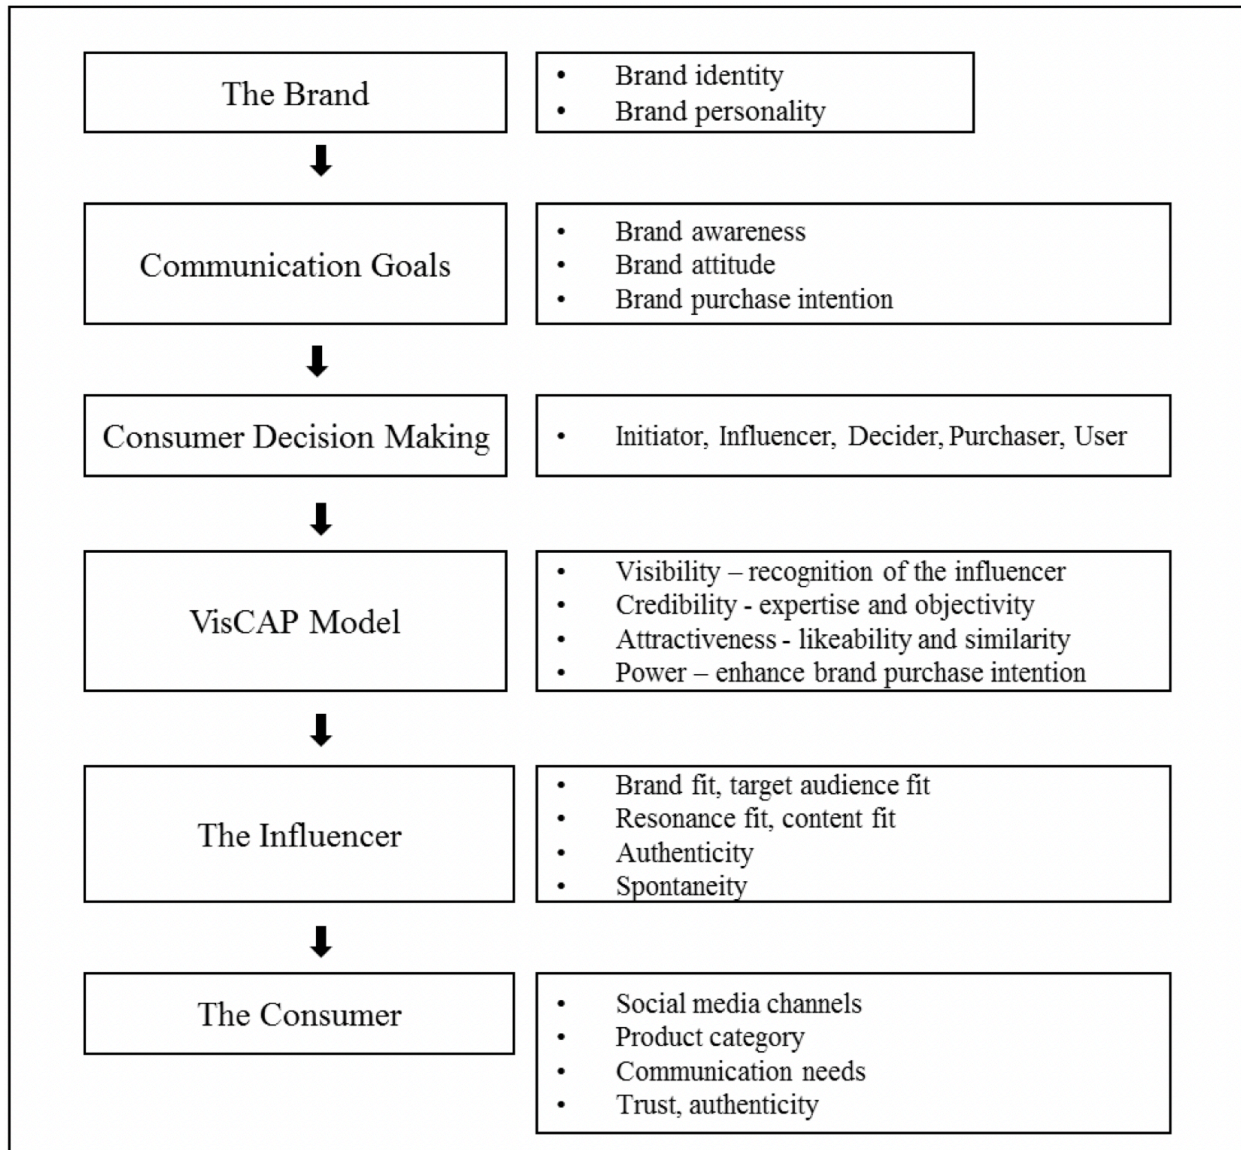 The Brand
• Brand identity
• Brand personality
Communication Goals
• Brand awareness
• Brand attitude
• Brand purchase intention
Consumer Decision Making
• Initiator, Influencer, Decider, Purchaser, User
VisCAP Model
• Visibility – recognition of the influencer
• Credibility - expertise and objectivity
• Attractiveness - likeability and similarity
• Power – enhance brand purchase intention
The Influencer
• Brand fit, target audience fit
• Resonance fit, content fit
• Authenticity
• Spontaneity
The Consumer
• Social media channels
• Product category
• Communication needs
• Trust, authenticity